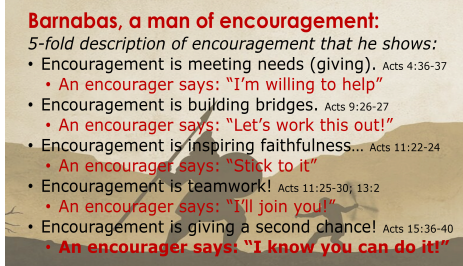 Barnabas, a man of encouragement:
5-fold description of encouragement that he shows:
• Encouragement is meeting needs (giving). Acts 4:36-37
• An encourager says: “I’m willing to help”
• Encouragement is building bridges. Acts 9:26-27
• An encourager says: “Let’s work this out!”
• Encouragement is inspiring faithfulness… Acts 11:22-24
• An encourager says: “Stick to it”
• Encouragement is teamwork! Acts 11:25-30; 13:2
• An encourager says: “I’ll join you!”
• Encouragement is giving a second chance! Acts 15:36-40
• An encourager says: “I know you can do it!”